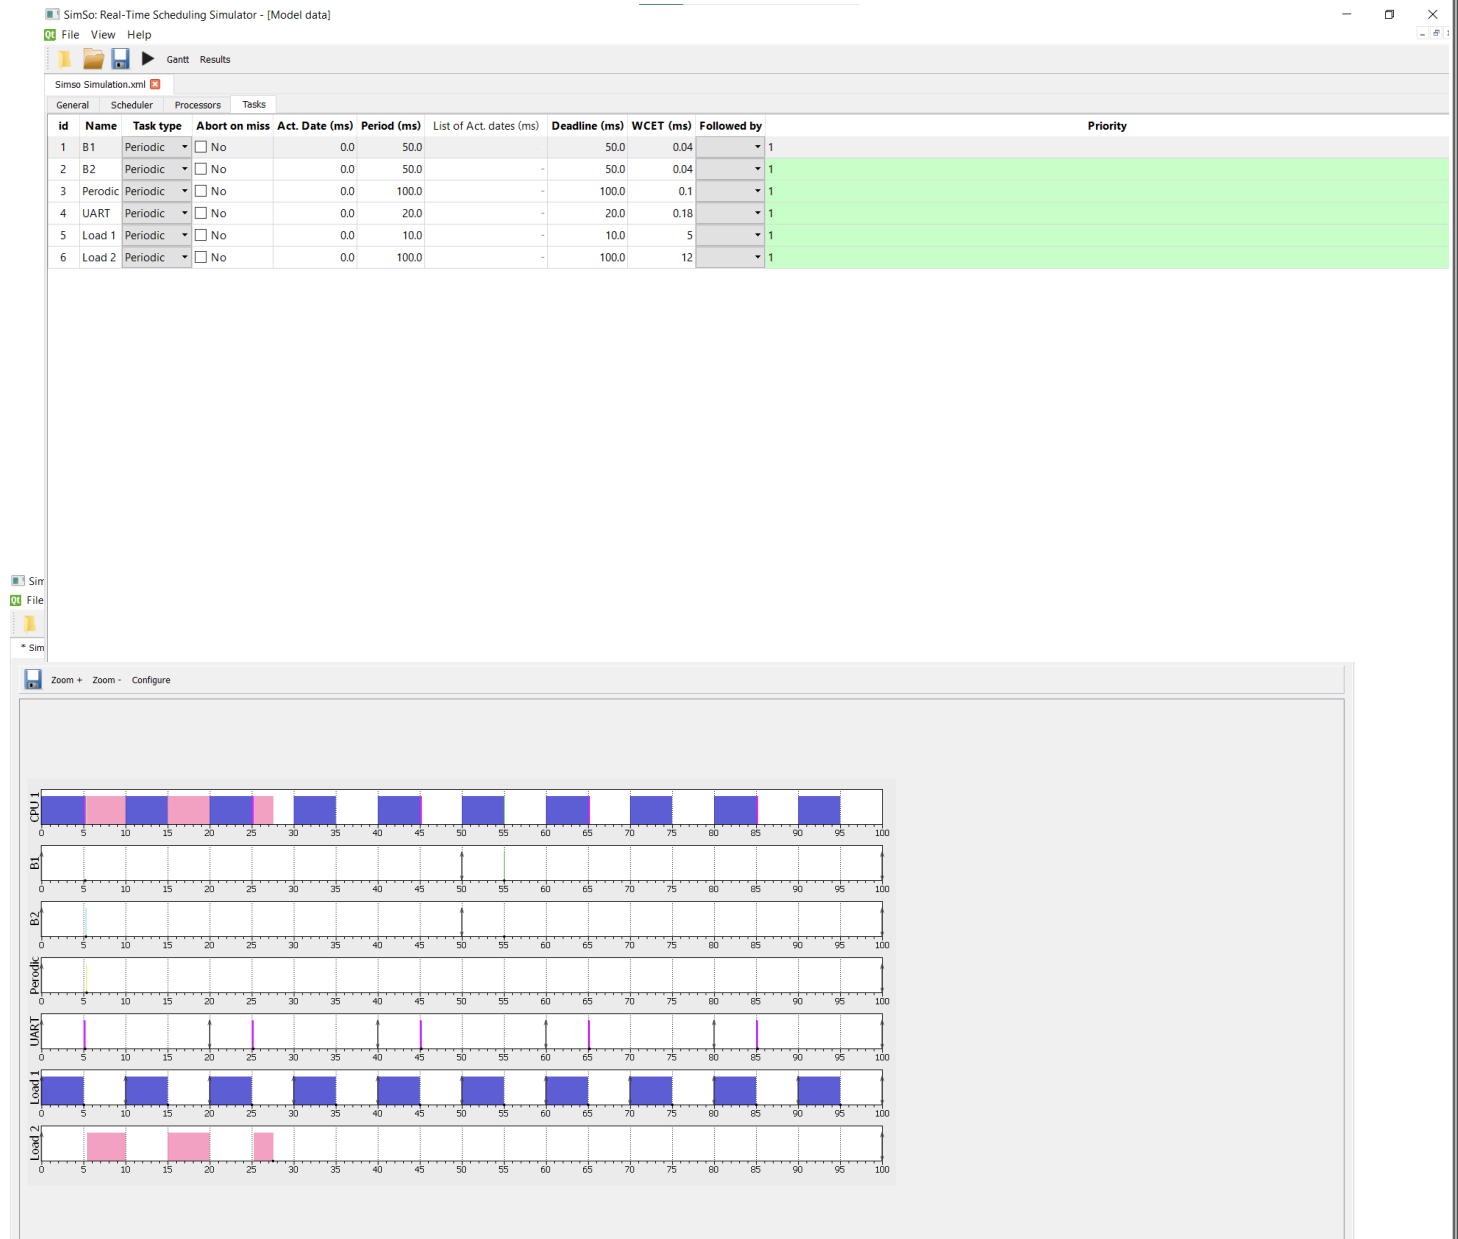 SimSo: Real-Time Scheduling Simulator - [Model data]
File View Help
Gantt Results
Simso Simulation.xml
General Scheduler Processors Tasks
id Name Task type Abort on miss Act. Date (ms) Period (ms) List of Act. dates (ms) Deadline (ms) WCET (ms) Followed by Priority
1 B1 Periodic No 0.0 50.0 50.0 0.04 1
2 B2 Periodic No 0.0 50.0 - 50.0 0.04 1
3 Perodic Periodic No 0.0 100.0 - 100.0 0.1 1
4 UART Periodic No 0.0 20.0 - 20.0 0.18 1
5 Load 1 Periodic No 0.0 10.0 - 10.0 5 1
6 Load 2 Periodic No 0.0 100.0 - 100.0 12 1
Sim
File
* Sim
Zoom + Zoom - Configure
CPU 1
0 5 10 15 20 25 30 35 40 45 50 55 60 65 70 75 80 85 90 95 100
B1
0 5 10 15 20 25 30 35 40 45 50 55 60 65 70 75 80 85 90 95 100
B2
0 5 10 15 20 25 30 35 40 45 50 55 60 65 70 75 80 85 90 95 100
Perodic
0 5 10 15 20 25 30 35 40 45 50 55 60 65 70 75 80 85 90 95 100
UART
0 5 10 15 20 25 30 35 40 45 50 55 60 65 70 75 80 85 90 95 100
Load 1
0 5 10 15 20 25 30 35 40 45 50 55 60 65 70 75 80 85 90 95 100
Load 2
0 5 10 15 20 25 30 35 40 45 50 55 60 65 70 75 80 85 90 95 100